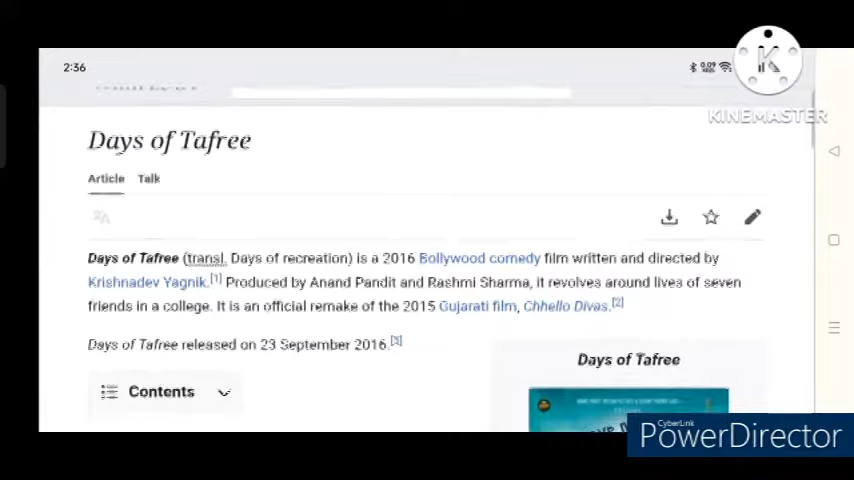 2:36
KINEMASTER
Days of Tafree
Article Talk
Days of Tafree (transl. Days of recreation) is a 2016 Bollywood comedy film written and directed by
Krishnadev Yagnik.[1] Produced by Anand Pandit and Rashmi Sharma, it revolves around lives of seven
friends in a college. It is an official remake of the 2015 Gujarati film, Chhello Divas.[2]
Days of Tafree released on 23 September 2016.[3]
Days of Tafree
Contents
CyberLink
PowerDirector